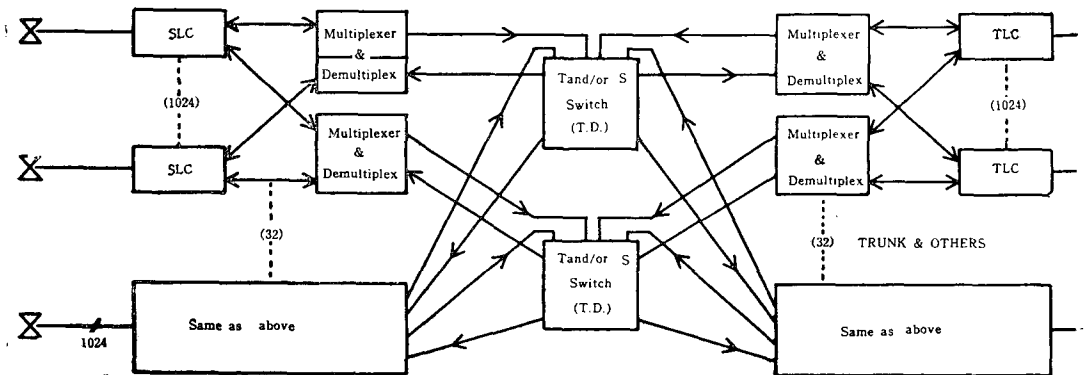 SLC
Multiplexer
&
Demultiplex
(1024)
SLC
Multiplexer
&
Demultiplex
(32)
Same as above
1024
Tand/or S
Switch
(T.D.)
Tand/or S
Switch
(T.D.)
Multiplexer
&
Demultiplex
TLC
(1024)
Multiplexer
&
Demultiplex
TLC
(32) TRUNK & OTHERS
Same as above